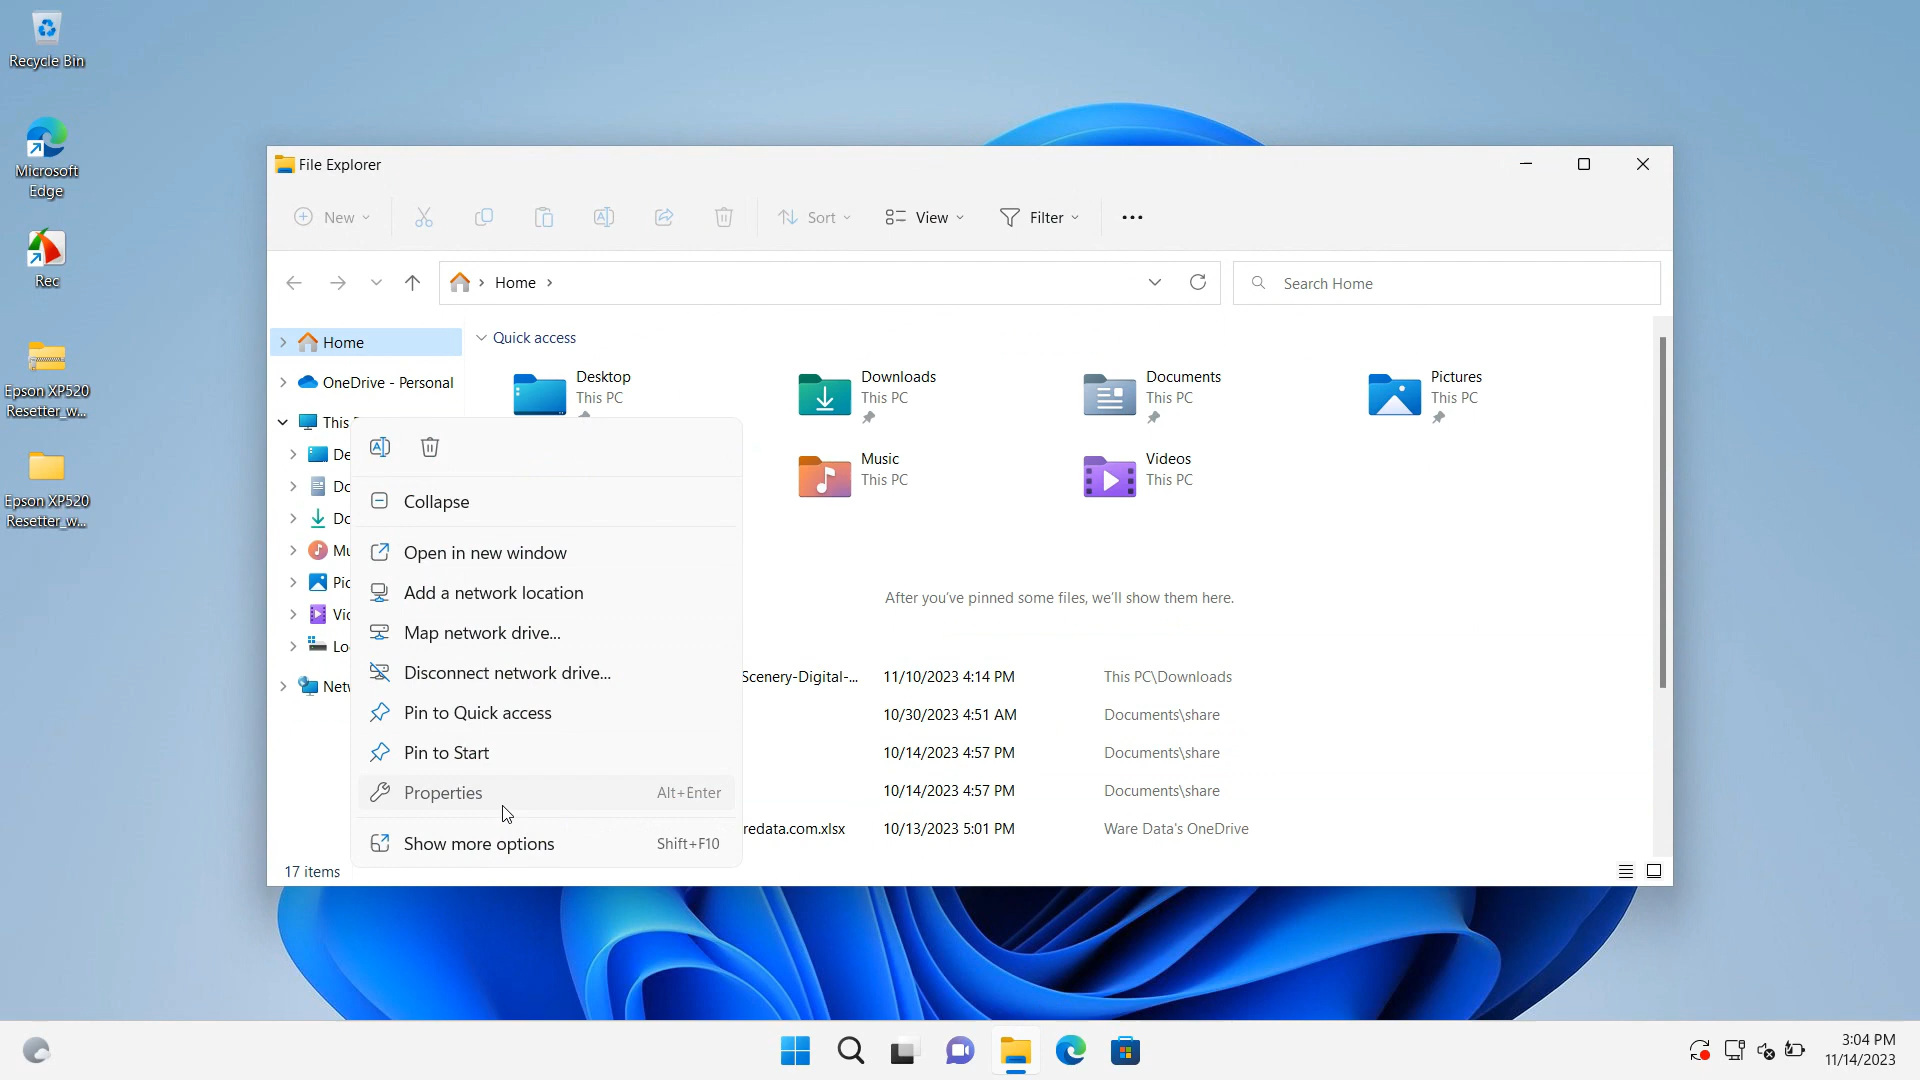 Recycle Bin
Microsoft
Edge
Rec
Epson XP520
Resetter_w...
Epson XP520
Resetter_w...
File Explorer
New
Sort
View
Filter
Home
Search Home
Home
OneDrive - Personal
This
De
Do
Do
Mu
Pic
Vid
Lo
Netw
17 items
Quick access
Desktop
This PC
Downloads
This PC
Documents
This PC
Pictures
This PC
Music
This PC
Videos
This PC
After you've pinned some files, we'll show them here.
Scenery-Digital-... 11/10/2023 4:14 PM This PC\Downloads
10/30/2023 4:51 AM Documents\share
10/14/2023 4:57 PM Documents\share
10/14/2023 4:57 PM Documents\share
redata.com.xlsx 10/13/2023 5:01 PM Ware Data's OneDrive
Collapse
Open in new window
Add a network location
Map network drive...
Disconnect network drive...
Pin to Quick access
Pin to Start
Properties Alt+Enter
Show more options Shift+F10
3:04 PM
11/14/2023